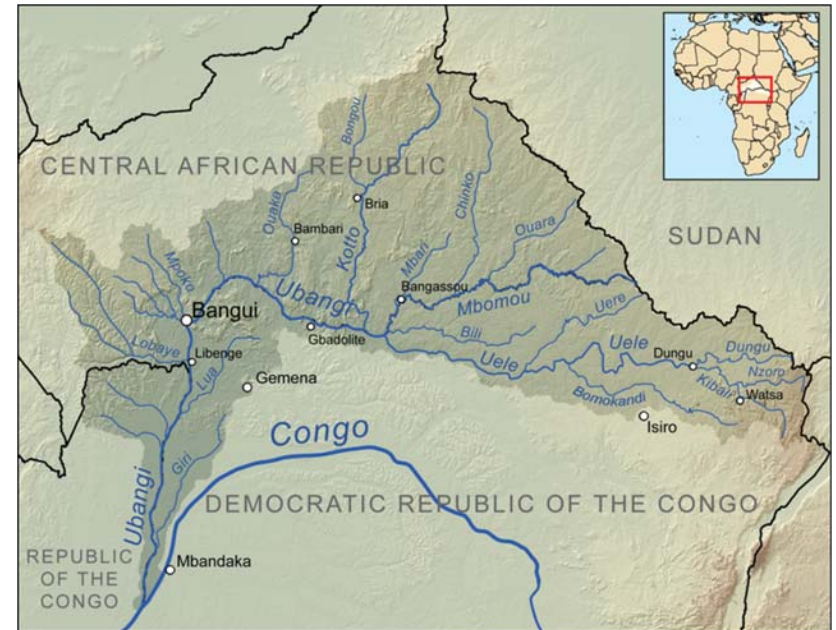 Bongou
CENTRAL AFRICAN REPUBLIC
Bria
Chinko
Ouaka
Ouara
Bambari
SUDAN
Kotto
Mbari
Mpoko
Bangassou
Ubangi
Mbomou
Uere
Bangui
Bili
Gbadolite
Lobaye
Libenge
Uele
Uele
Dungu
Dungu
Nzoro
Lua
Gemena
Kibali
Watsa
Bomokandi
Isiro
Congo
Giri
Ubangi
DEMOCRATIC REPUBLIC OF THE CONGO
REPUBLIC
OF THE
CONGO
Mbandaka